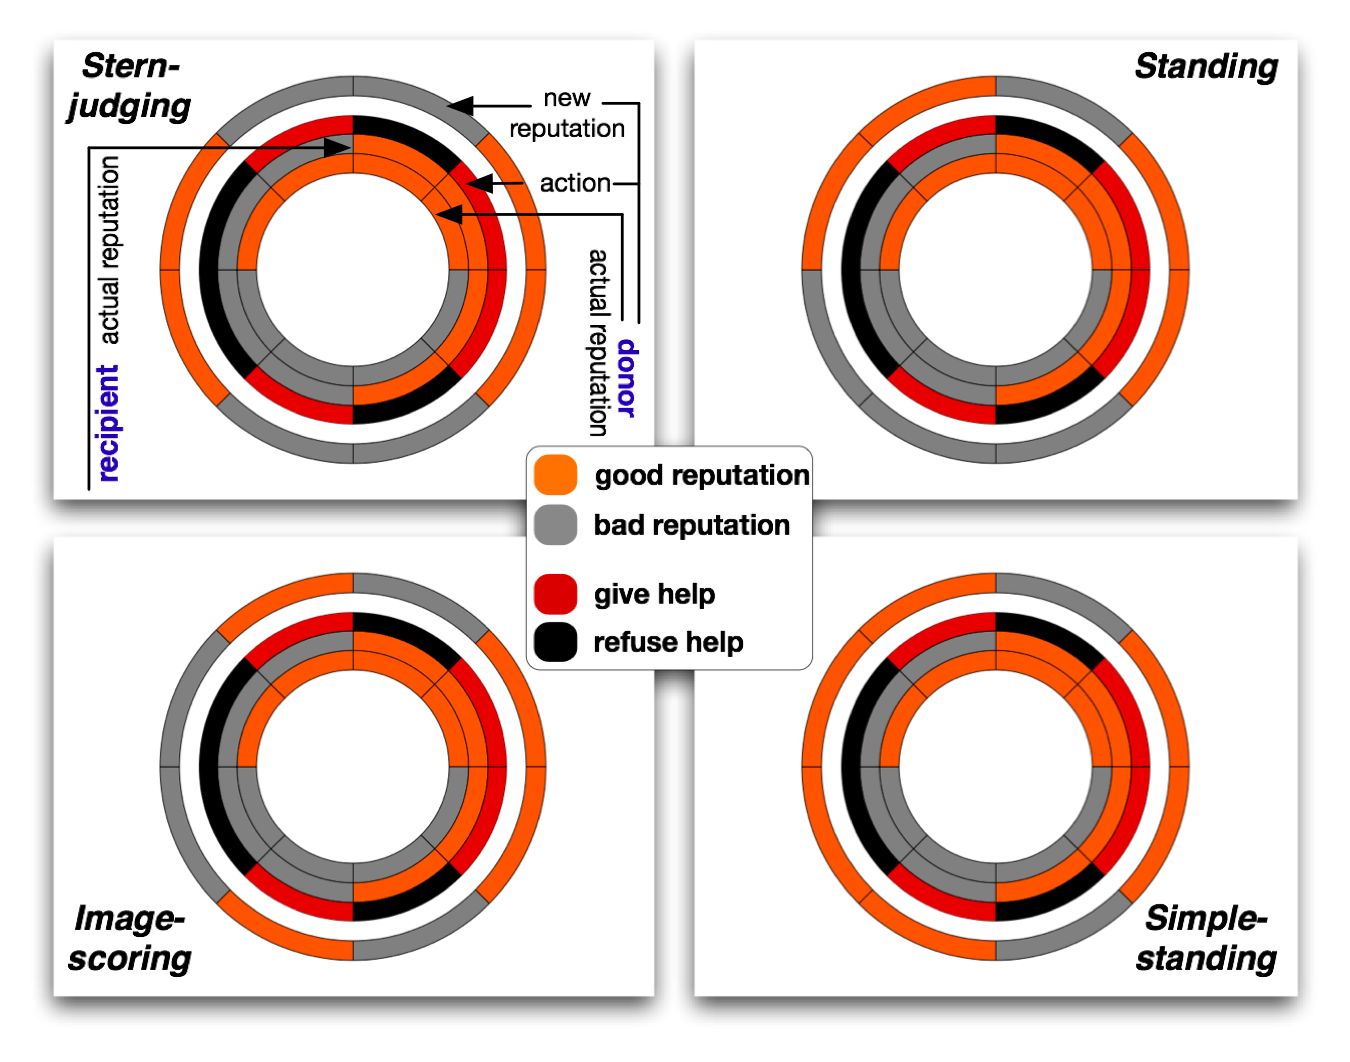 Stern-
judging
new
reputation
action
actual reputation
recipient
actual reputation
donor
Standing
good reputation
bad reputation
give help
refuse help
Image-
scoring
Simple-
standing